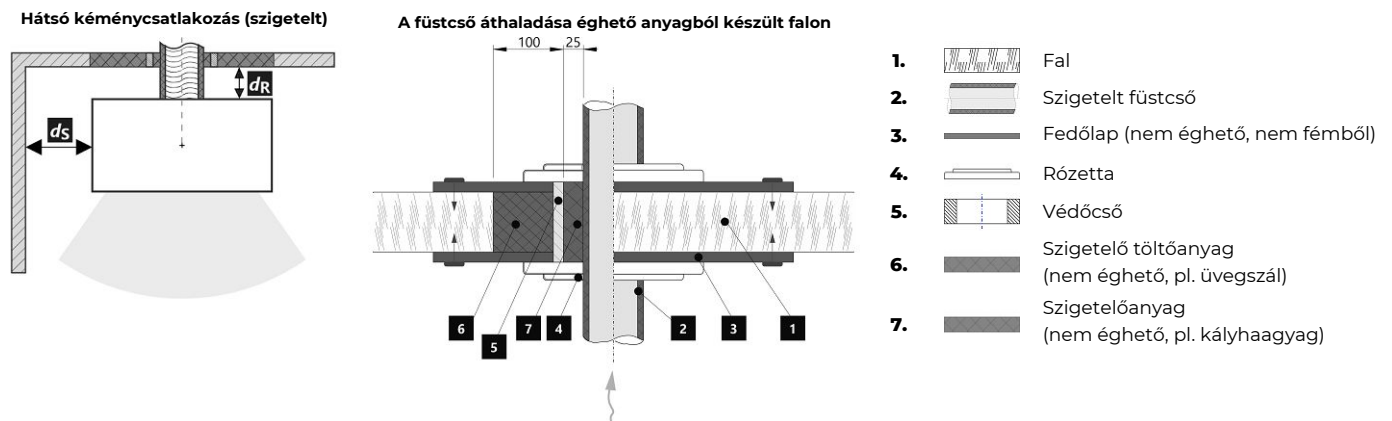 Hátsó kéménycsatlakozás (szigetelt)
dR
dS
A füstcső áthaladása éghető anyagból készült falon
100
25
6
5
7
4
2
3
1
1. Fal
2. Szigetelt füstcső
3. Fedőlap (nem éghető, nem fémből)
4. Rózetta
5. Védőcső
6. Szigetelő töltőanyag
(nem éghető, pl. üvegszál)
7. Szigetelőanyag
(nem éghető, pl. kályhaagyag)